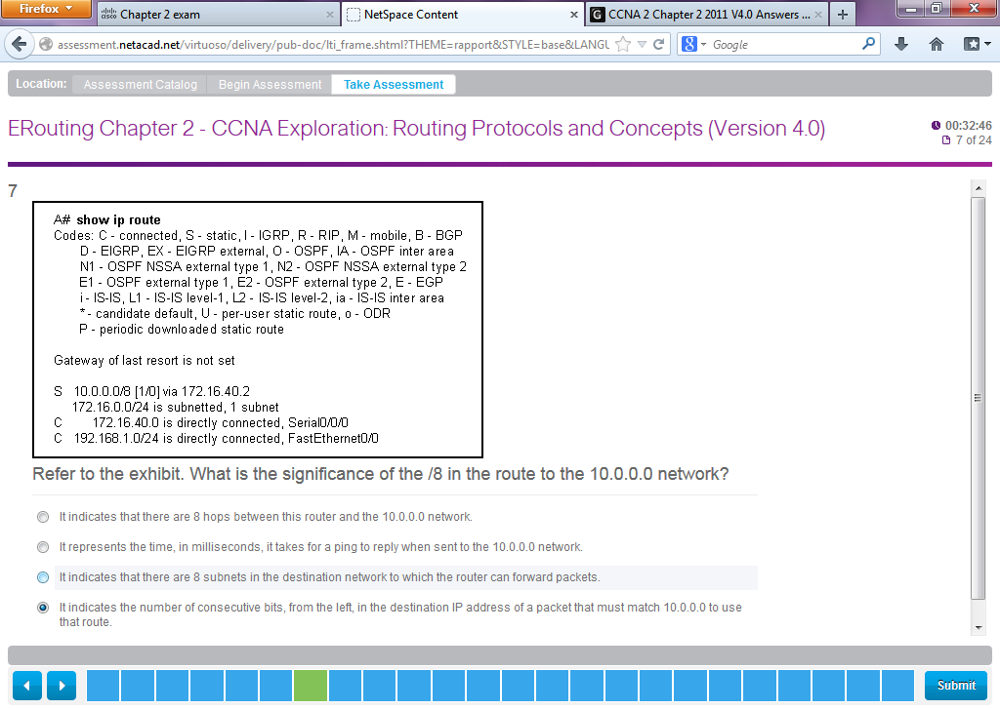 Firefox
Chapter 2 exam
NetSpace Content
CCNA 2 Chapter 2 2011 V4.0 Answers ...
assessment.netacad.net/virtuoso/delivery/pub-doc/lti_frame.shtml?THEME=rapport&STYLE=base&LANGU
Google
Location: Assessment Catalog Begin Assessment Take Assessment
ERouting Chapter 2 - CCNA Exploration: Routing Protocols and Concepts (Version 4.0)
00:32:46
7 of 24
7
A# show ip route
Codes: C - connected, S - static, I - IGRP, R - RIP, M - mobile, B - BGP
D - EIGRP, EX - EIGRP external, O - OSPF, IA - OSPF inter area
N1 - OSPF NSSA external type 1, N2 - OSPF NSSA external type 2
E1 - OSPF external type 1, E2 - OSPF external type 2, E - EGP
i - IS-IS, L1 - IS-IS level-1, L2 - IS-IS level-2, ia - IS-IS inter area
* - candidate default, U - per-user static route, o - ODR
P - periodic downloaded static route
Gateway of last resort is not set
S 10.0.0.0/8 [1/0] via 172.16.40.2
172.16.0.0/24 is subnetted, 1 subnet
C 172.16.40.0 is directly connected, Serial0/0/0
C 192.168.1.0/24 is directly connected, FastEthernet0/0
Refer to the exhibit. What is the significance of the /8 in the route to the 10.0.0.0 network?
It indicates that there are 8 hops between this router and the 10.0.0.0 network.
It represents the time, in milliseconds, it takes for a ping to reply when sent to the 10.0.0.0 network.
It indicates that there are 8 subnets in the destination network to which the router can forward packets.
It indicates the number of consecutive bits, from the left, in the destination IP address of a packet that must match 10.0.0.0 to use
that route.
Submit